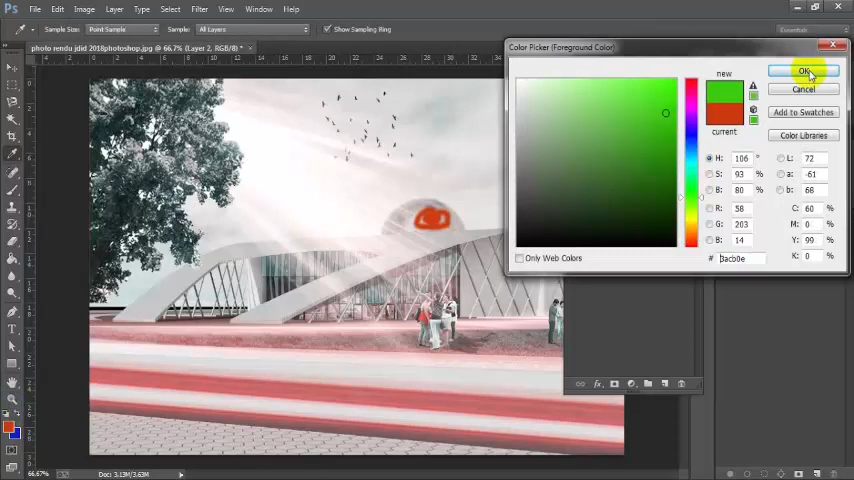 Ps File Edit Image Layer Type Select Filter View Window Help
Sample Size: Point Sample Sample: All Layers Show Sampling Ring Essentials
photo rendu jdid 2018photoshop.jpg @ 66,7% (Layer 2, RGB/8) * ×
Color Picker (Foreground Color)
new
OK
Cancel
Add to Swatches
current
Color Libraries
H: 106 ° L: 72
S: 93 % a: -61
B: 80 % b: 68
R: 58 C: 60 %
G: 203 M: 0 %
B: 14 Y: 99 %
Only Web Colors # 3acb0e K: 0 %
66,67% Doc: 3,13M/3,63M